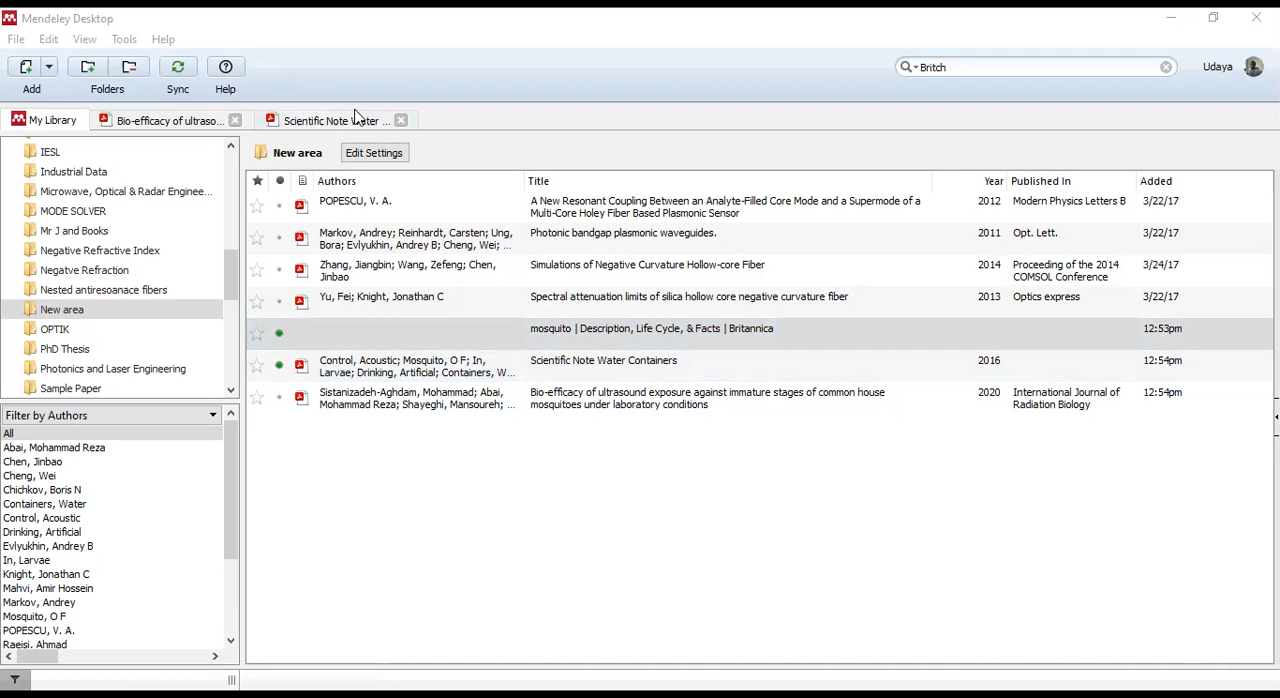 Mendeley Desktop
File Edit View Tools Help
Britch
Udaya
Add Folders Sync Help
My Library
Bio-efficacy of ultraso...
Scientific Note Water ...
IESL
Industrial Data
Microwave, Optical & Radar Enginee...
MODE SOLVER
Mr J and Books
Negative Refractive Index
Negatve Refraction
Nested antiresoanace fibers
New area
OPTIK
PhD Thesis
Photonics and Laser Engineering
Sample Paper
Filter by Authors
All
Abai, Mohammad Reza
Chen, Jinbao
Cheng, Wei
Chichkov, Boris N
Containers, Water
Control, Acoustic
Drinking, Artificial
Evlyukhin, Andrey B
In, Larvae
Knight, Jonathan C
Mahvi, Amir Hossein
Markov, Andrey
Mosquito, O F
POPESCU, V. A.
Raeisi, Ahmad
New area Edit Settings
Authors Title Year Published In Added
POPESCU, V. A. A New Resonant Coupling Between an Analyte-Filled Core Mode and a Supermode of a 2012 Modern Physics Letters B 3/22/17
Multi-Core Holey Fiber Based Plasmonic Sensor
Markov, Andrey; Reinhardt, Carsten; Ung, Photonic bandgap plasmonic waveguides. 2011 Opt. Lett. 3/22/17
Bora; Evlyukhin, Andrey B; Cheng, Wei; ...
Zhang, Jiangbin; Wang, Zefeng; Chen, Simulations of Negative Curvature Hollow-core Fiber 2014 Proceeding of the 2014 3/24/17
Jinbao COMSOL Conference
Yu, Fei; Knight, Jonathan C Spectral attenuation limits of silica hollow core negative curvature fiber 2013 Optics express 3/22/17
mosquito | Description, Life Cycle, & Facts | Britannica 12:53pm
Control, Acoustic; Mosquito, O F; In, Scientific Note Water Containers 2016 12:54pm
Larvae; Drinking, Artificial; Containers, W...
Sistanizadeh-Aghdam, Mohammad; Abai, Bio-efficacy of ultrasound exposure against immature stages of common house 2020 International Journal of 12:54pm
Mohammad Reza; Shayeghi, Mansoureh; ... mosquitoes under laboratory conditions Radiation Biology